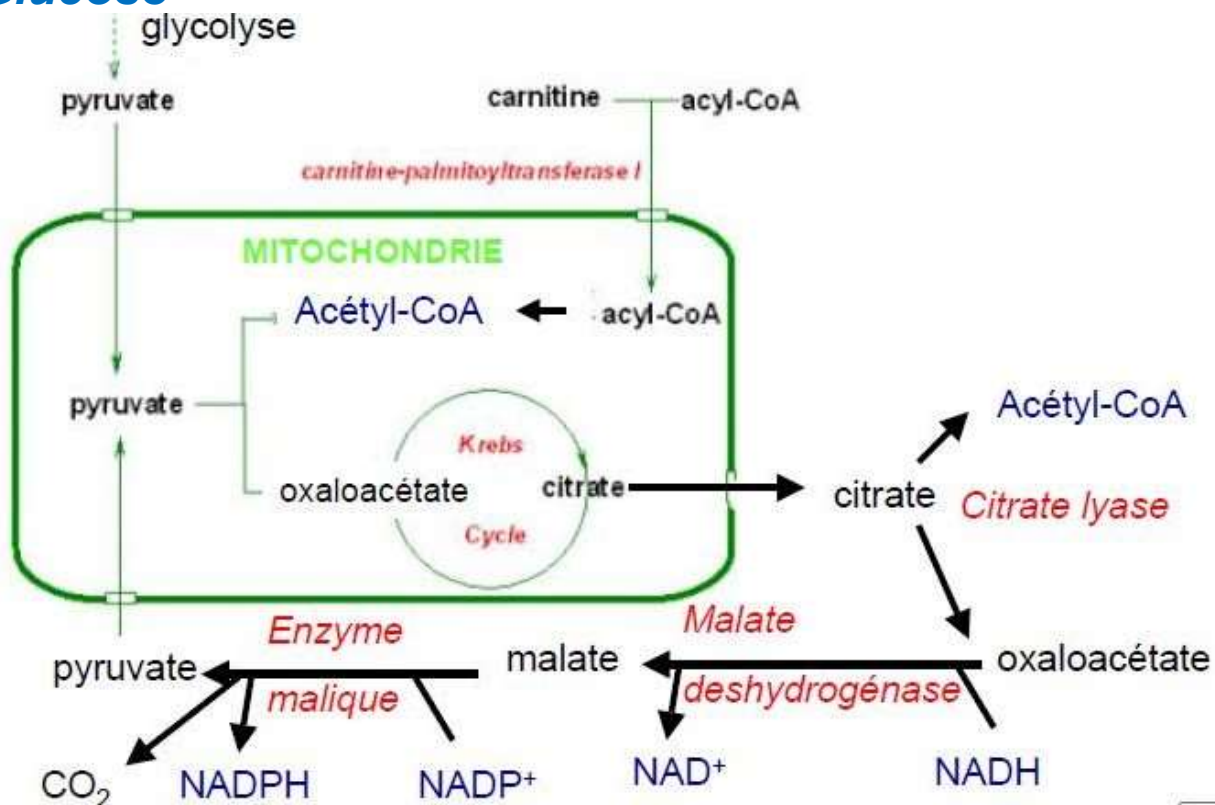 glycolyse
pyruvate
carnitine
acyl-CoA
carnitine-palmitoyltransferase I
MITOCHONDRIE
Acétyl-CoA
acyl-CoA
pyruvate
Acétyl-CoA
Krebs
oxaloacétate
citrate
citrate
Citrate lyase
Cycle
Enzyme
Malate
pyruvate
malate
oxaloacétate
malique
deshydrogénase
CO₂
NADPH
NADP⁺
NAD⁺
NADH